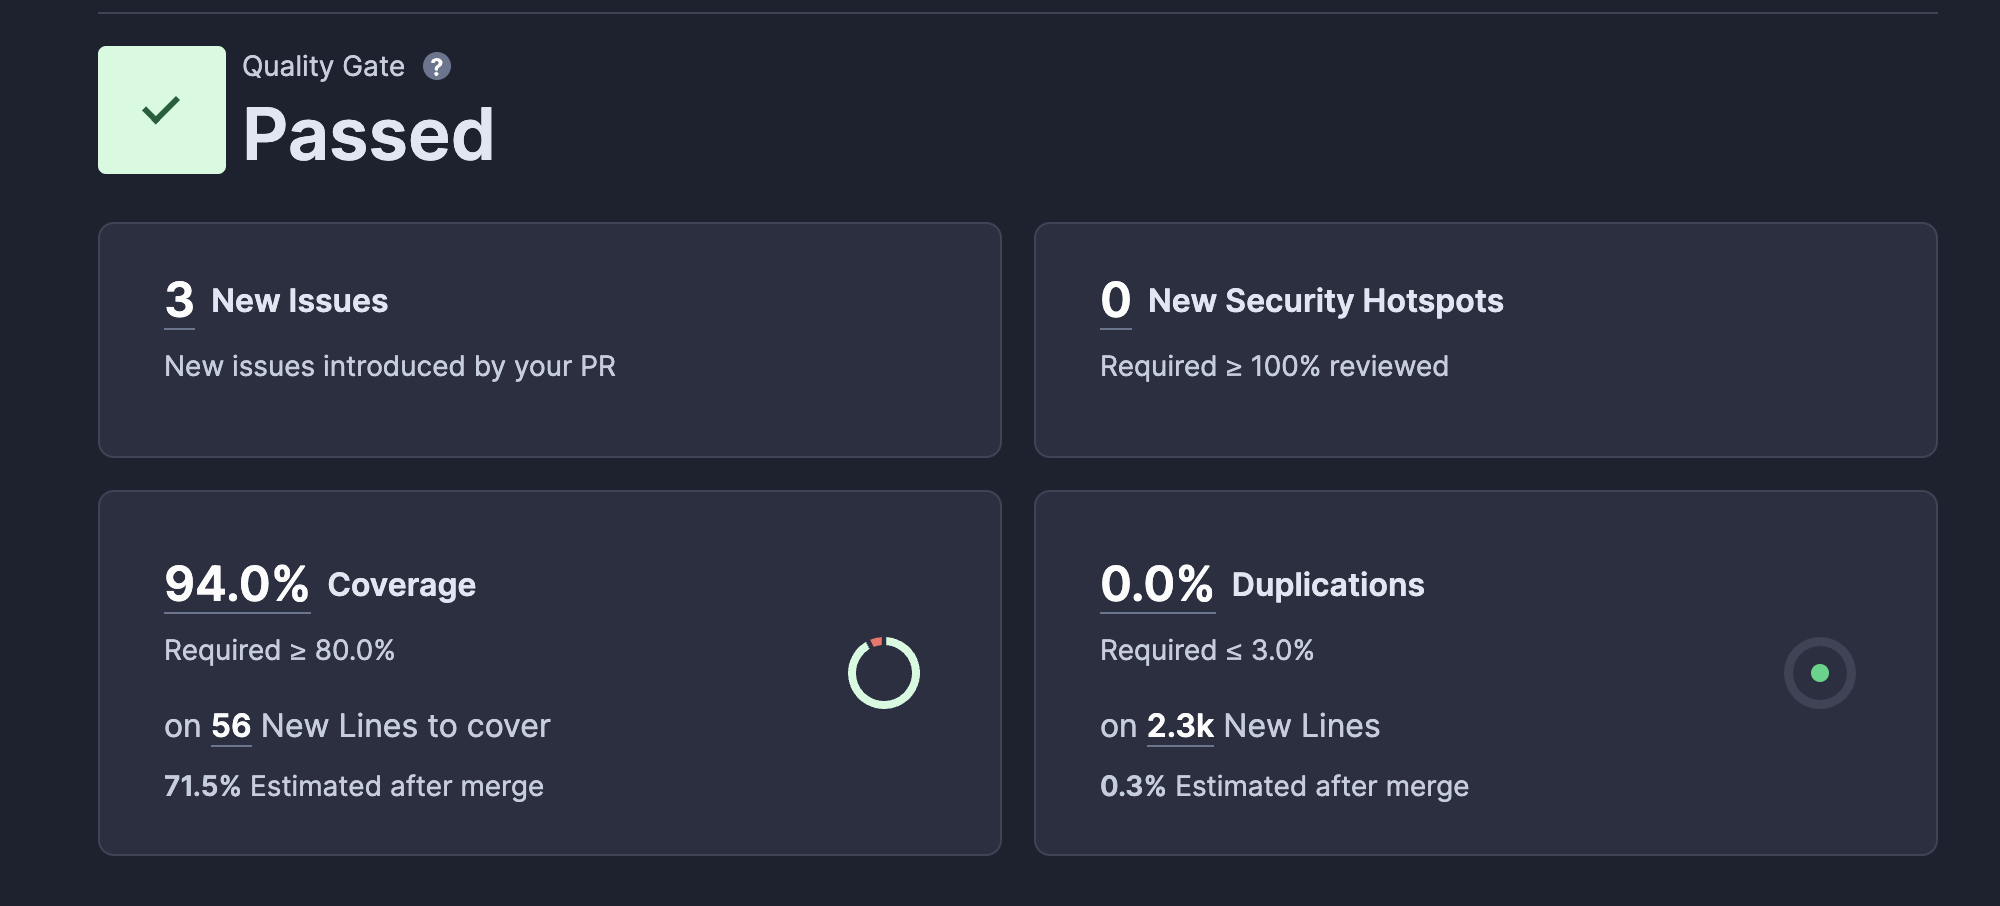 Quality Gate ?
Passed
3 New Issues
New issues introduced by your PR
0 New Security Hotspots
Required ≥ 100% reviewed
94.0% Coverage
Required ≥ 80.0%
on 56 New Lines to cover
71.5% Estimated after merge
0.0% Duplications
Required ≤ 3.0%
on 2.3k New Lines
0.3% Estimated after merge